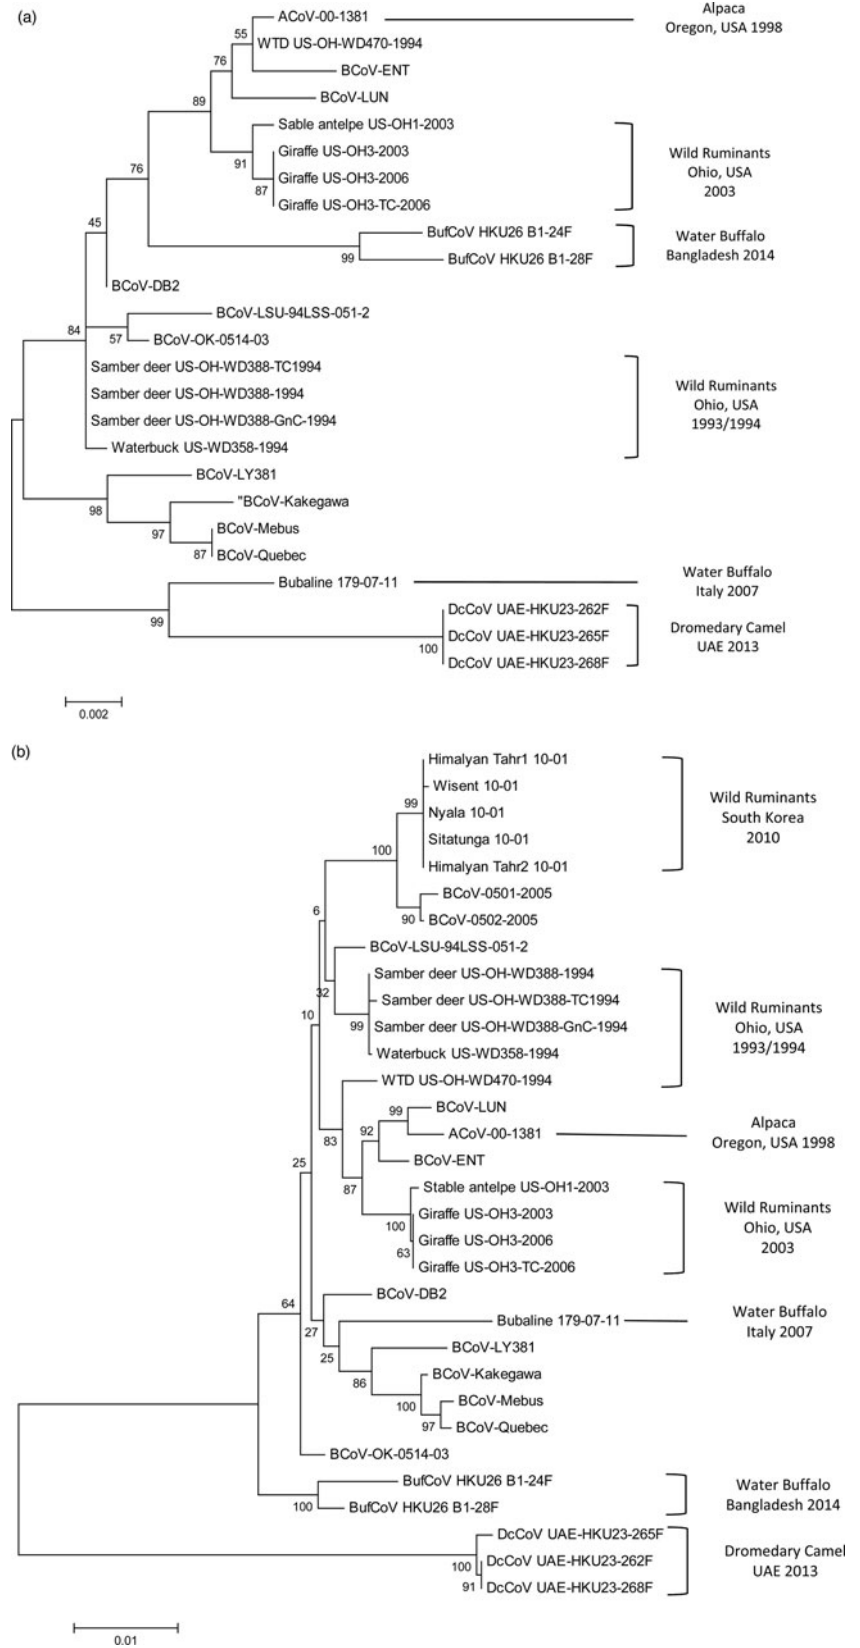 (a)
ACoV-00-1381
Alpaca
Oregon, USA 1998
55
WTD US-OH-WD470-1994
76
BCoV-ENT
BCoV-LUN
89
Sable antelpe US-OH1-2003
Giraffe US-OH3-2003
91
Giraffe US-OH3-2006
87
Giraffe US-OH3-TC-2006
Wild Ruminants
Ohio, USA
2003
76
BufCoV HKU26 B1-24F
99
BufCoV HKU26 B1-28F
Water Buffalo
Bangladesh 2014
45
BCoV-DB2
BCoV-LSU-94LSS-051-2
84
57
BCoV-OK-0514-03
Samber deer US-OH-WD388-TC1994
Samber deer US-OH-WD388-1994
Samber deer US-OH-WD388-GnC-1994
Waterbuck US-WD358-1994
Wild Ruminants
Ohio, USA
1993/1994
BCoV-LY381
98
"BCoV-Kakegawa
97
BCoV-Mebus
87
BCoV-Quebec
Bubaline 179-07-11
Water Buffalo
Italy 2007
99
DcCoV UAE-HKU23-262F
DcCoV UAE-HKU23-265F
100
DcCoV UAE-HKU23-268F
Dromedary Camel
UAE 2013
0.002
(b)
Himalyan Tahr1 10-01
Wisent 10-01
99
Nyala 10-01
Sitatunga 10-01
Himalyan Tahr2 10-01
Wild Ruminants
South Korea
2010
100
BCoV-0501-2005
90
BCoV-0502-2005
6
BCoV-LSU-94LSS-051-2
32
Samber deer US-OH-WD388-1994
Samber deer US-OH-WD388-TC1994
99
Samber deer US-OH-WD388-GnC-1994
Waterbuck US-WD358-1994
WTD US-OH-WD470-1994
Wild Ruminants
Ohio, USA
1993/1994
10
83
99
BCoV-LUN
92
ACoV-00-1381
Alpaca
Oregon, USA 1998
BCoV-ENT
87
Stable antelpe US-OH1-2003
100
Giraffe US-OH3-2003
Giraffe US-OH3-2006
63
Giraffe US-OH3-TC-2006
Wild Ruminants
Ohio, USA
2003
25
BCoV-DB2
64
27
Bubaline 179-07-11
Water Buffalo
Italy 2007
25
BCoV-LY381
86
BCoV-Kakegawa
100
BCoV-Mebus
97
BCoV-Quebec
BCoV-OK-0514-03
BufCoV HKU26 B1-24F
100
BufCoV HKU26 B1-28F
Water Buffalo
Bangladesh 2014
DcCoV UAE-HKU23-265F
100
DcCoV UAE-HKU23-262F
91
DcCoV UAE-HKU23-268F
Dromedary Camel
UAE 2013
0.01